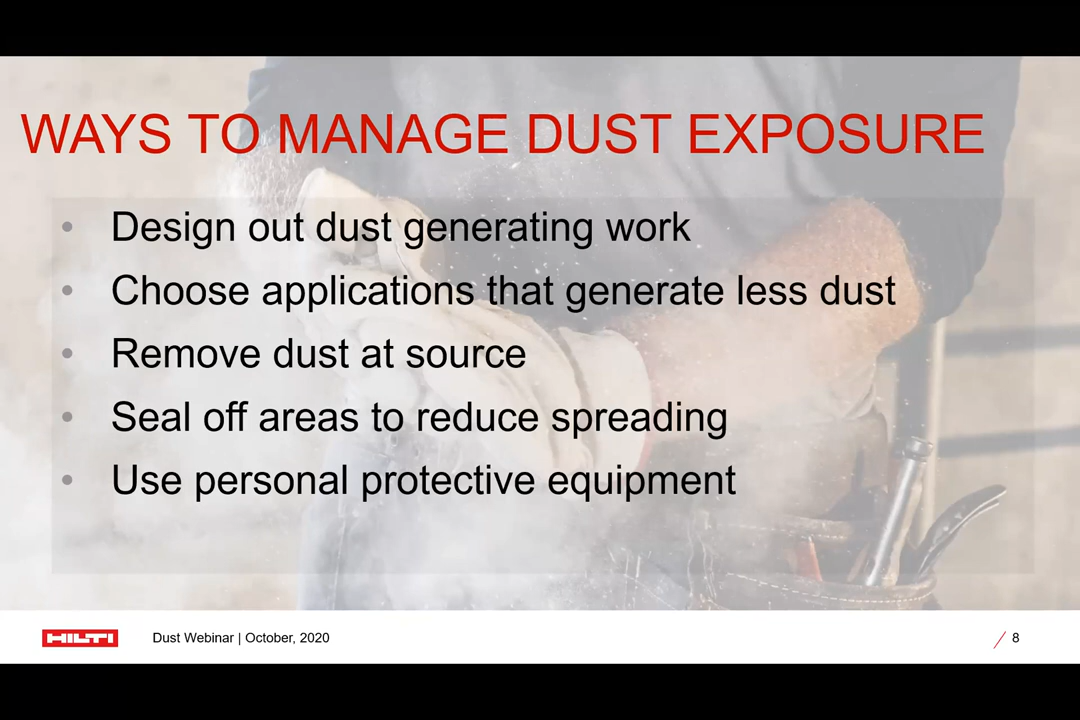 WAYS TO MANAGE DUST EXPOSURE
• Design out dust generating work
• Choose applications that generate less dust
• Remove dust at source
• Seal off areas to reduce spreading
• Use personal protective equipment
HILTI
Dust Webinar | October, 2020
/ 8